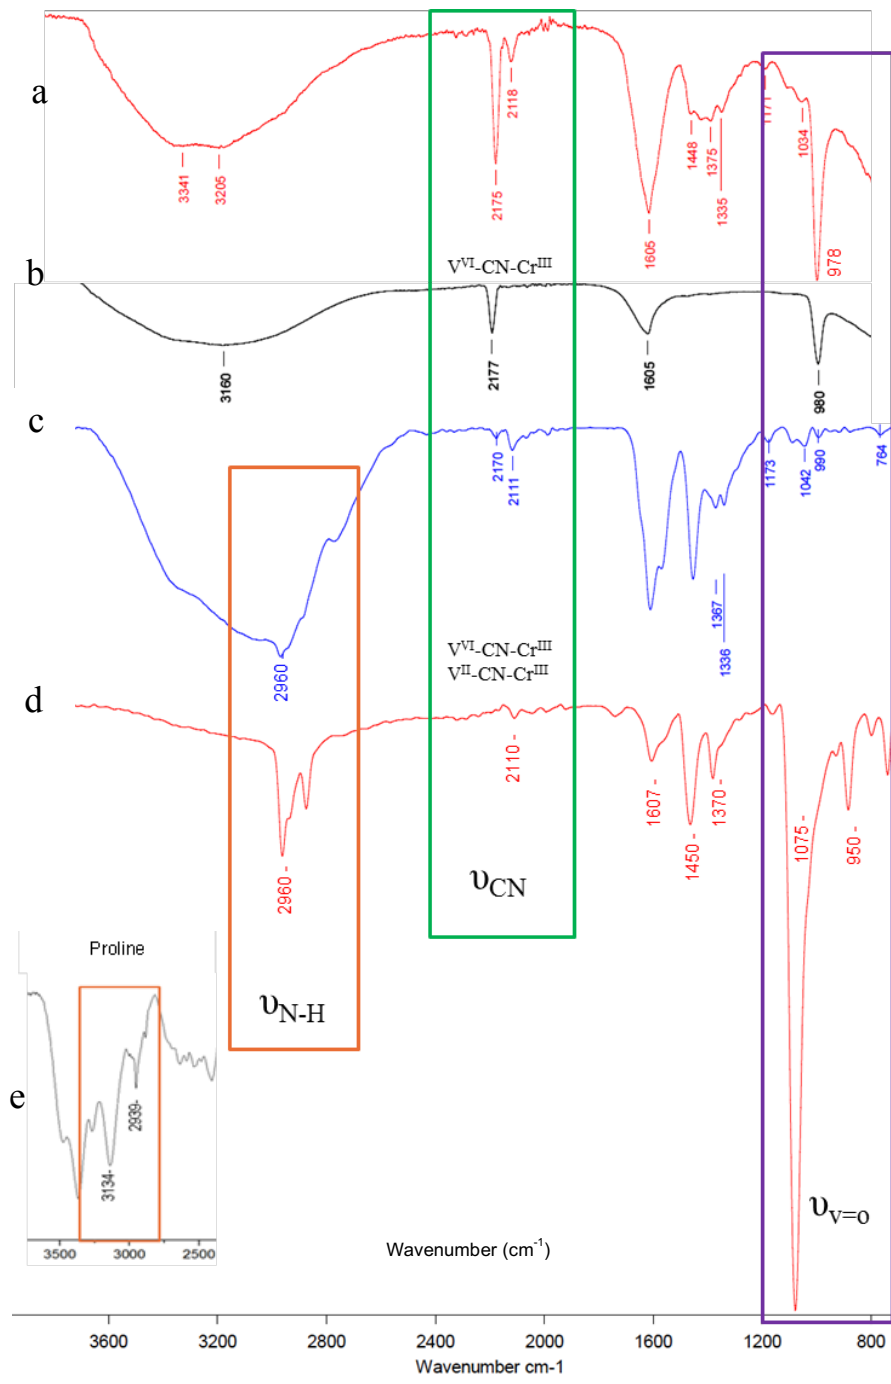 a
3341
3205
2175
2118
1605
1448
1375
1335
1171
1034
978
b
V^VI-CN-Cr^III
3160
2177
1605
980
c
2960
2170
2111
1367
1336
1173
1042
990
764
V^VI-CN-Cr^III
V^II-CN-Cr^III
d
2960 -
2110 -
1607 -
1450 -
1370 -
1075 -
950 -
υ_CN
υ_N-H
υ_v=o
Proline
e
3134-
2939-
3500 3000 2500
Wavenumber (cm^-1)
3600 3200 2800 2400 2000 1600 1200 800
Wavenumber cm-1